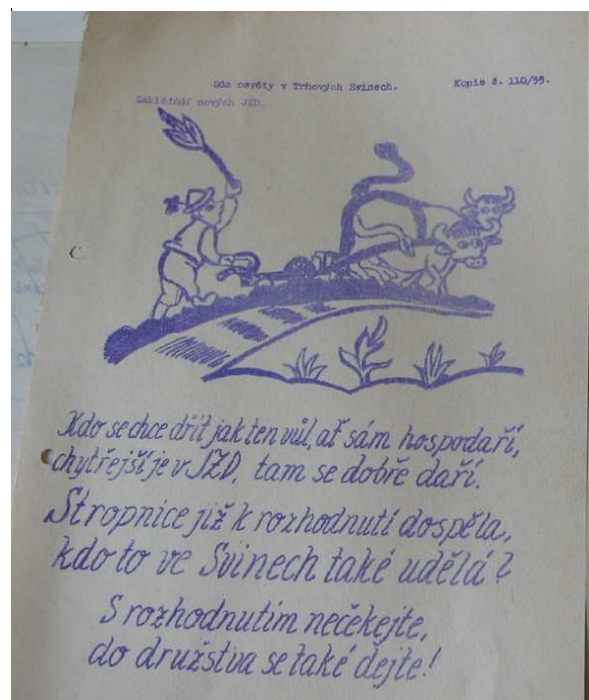 Dům osvěty v Trhových Svinech.
Kopie č. 110/55.
Zakládání nových JZD.
Kdo se chce dřít jak ten vůl, ať sám hospodaří,
chytřejší je v JZD, tam se dobře daří.
Stropnice již k rozhodnutí dospěla,
kdo to ve Svinech také udělá?
S rozhodnutím nečekejte,
do družstva se také dejte!